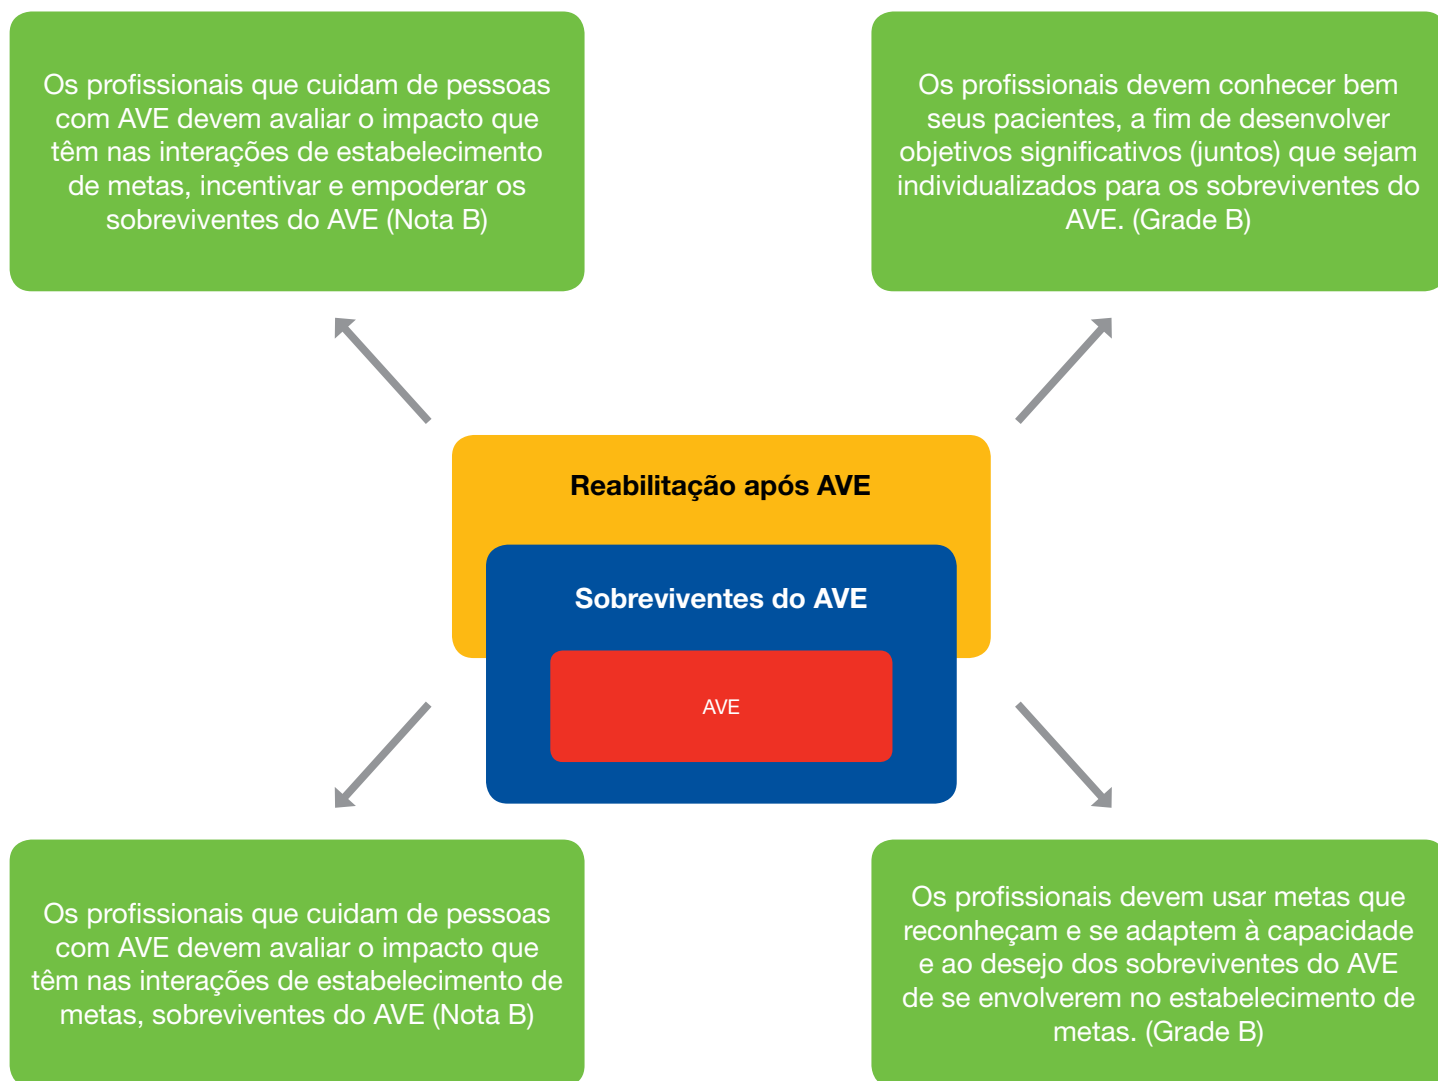 Os profissionais que cuidam de pessoas
com AVE devem avaliar o impacto que
têm nas interações de estabelecimento
de metas, incentivar e empoderar os
sobreviventes do AVE (Nota B)
Os profissionais devem conhecer bem
seus pacientes, a fim de desenvolver
objetivos significativos (juntos) que sejam
individualizados para os sobreviventes do
AVE. (Grade B)
Reabilitação após AVE
Sobreviventes do AVE
AVE
Os profissionais que cuidam de pessoas
com AVE devem avaliar o impacto que
têm nas interações de estabelecimento de
metas, sobreviventes do AVE (Nota B)
Os profissionais devem usar metas que
reconheçam e se adaptem à capacidade
e ao desejo dos sobreviventes do AVE
de se envolverem no estabelecimento de
metas. (Grade B)